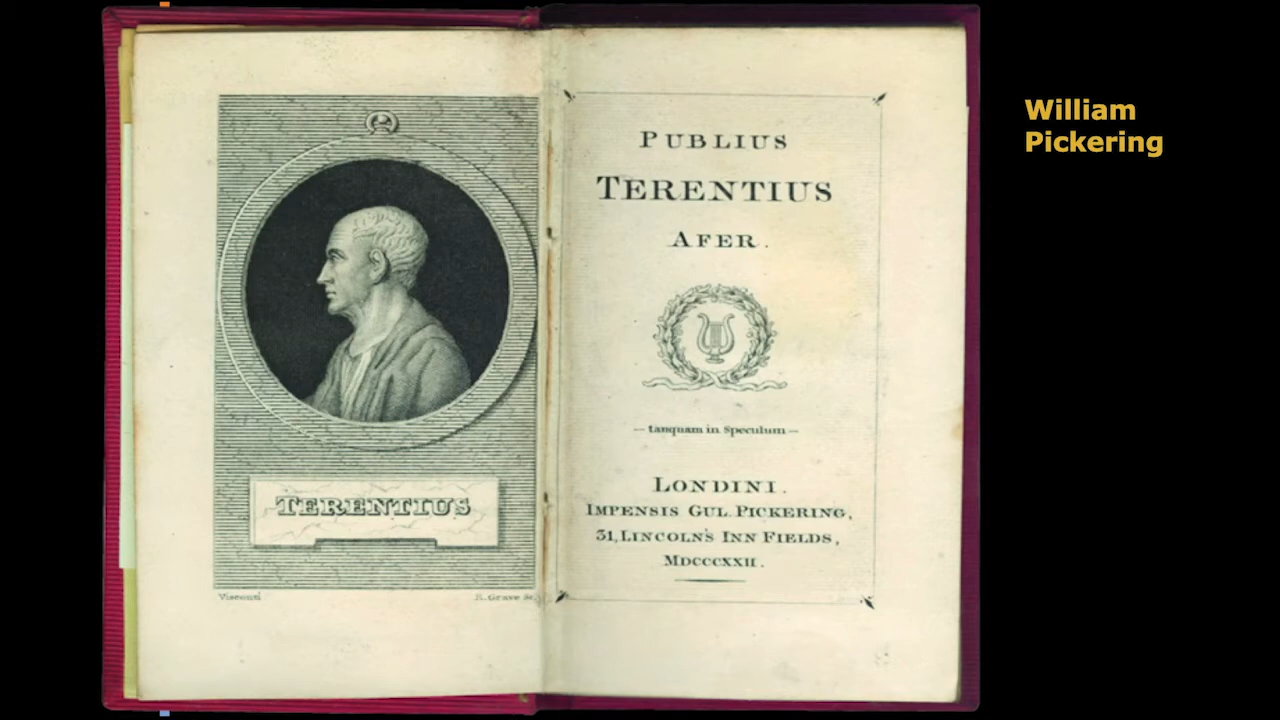 TERENTIUS
Visconti
R. Grave Sc.
PUBLIUS
TERENTIUS
AFER.
— tanquam in Speculum —
LONDINI.
IMPENSIS GUL. PICKERING,
31, LINCOLN'S INN FIELDS,
MDCCCXXII.
William
Pickering